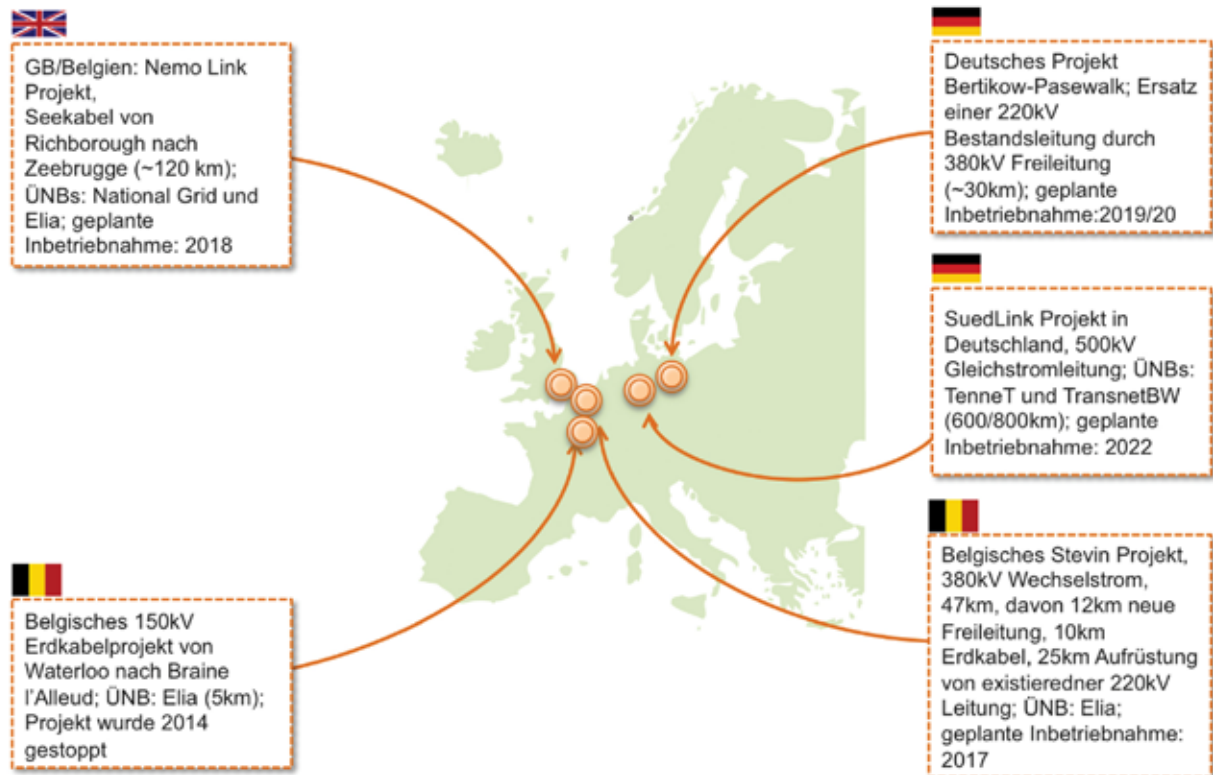 GB/Belgien: Nemo Link
Projekt,
Seekabel von
Richborough nach
Zeebrugge (~120 km);
ÜNBs: National Grid und
Elia; geplante
Inbetriebnahme: 2018
Deutsches Projekt
Bertikow-Pasewalk; Ersatz
einer 220kV
Bestandsleitung durch
380kV Freileitung
(~30km); geplante
Inbetriebnahme:2019/20
SuedLink Projekt in
Deutschland, 500kV
Gleichstromleitung; ÜNBs:
TenneT und TransnetBW
(600/800km); geplante
Inbetriebnahme: 2022
Belgisches 150kV
Erdkabelprojekt von
Waterloo nach Braine
l'Alleud; ÜNB: Elia (5km);
Projekt wurde 2014
gestoppt
Belgisches Stevin Projekt,
380kV Wechselstrom,
47km, davon 12km neue
Freileitung, 10km
Erdkabel, 25km Aufrüstung
von existieredner 220kV
Leitung; ÜNB: Elia;
geplante Inbetriebnahme:
2017